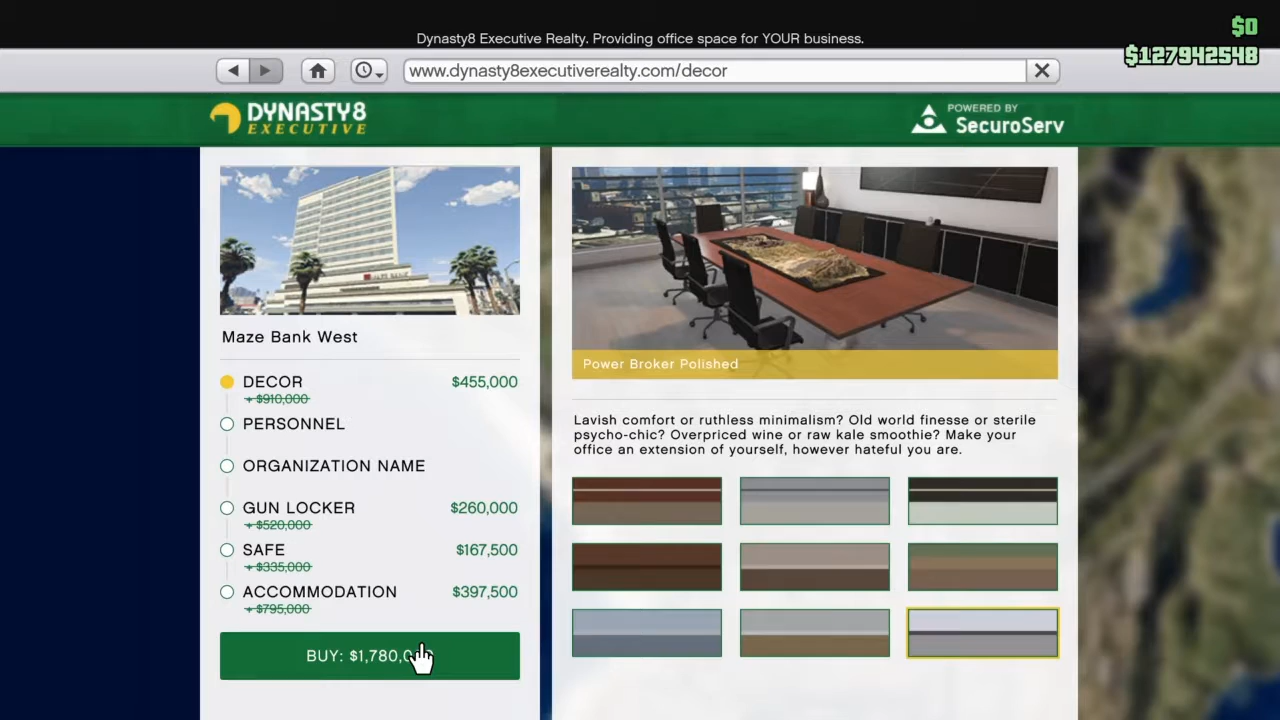 Dynasty8 Executive Realty. Providing office space for YOUR business.
$0
$127942548
www.dynasty8executiverealty.com/decor
DYNASTY8
EXECUTIVE
POWERED BY
SecuroServ
Maze Bank West
DECOR $455,000
+ $910,000
PERSONNEL
ORGANIZATION NAME
GUN LOCKER $260,000
+ $520,000
SAFE $167,500
+ $335,000
ACCOMMODATION $397,500
+ $795,000
BUY: $1,780,0
Power Broker Polished
Lavish comfort or ruthless minimalism? Old world finesse or sterile
psycho-chic? Overpriced wine or raw kale smoothie? Make your
office an extension of yourself, however hateful you are.